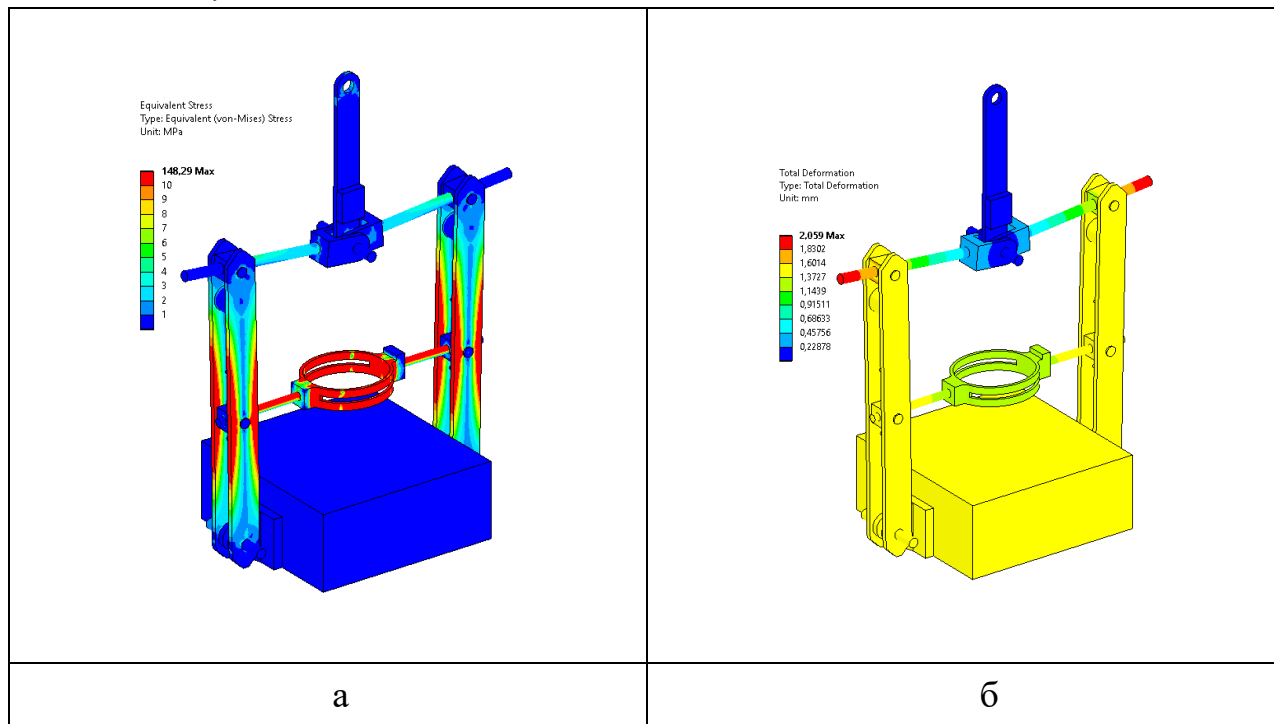 Equivalent Stress
Type: Equivalent (von-Mises) Stress
Unit: MPa
148,29 Max
10
9
8
7
6
5
4
3
2
1
Total Deformation
Type: Total Deformation
Unit: mm
2,059 Max
1,8302
1,6014
1,3727
1,1439
0,91511
0,68633
0,45756
0,22878
а
б